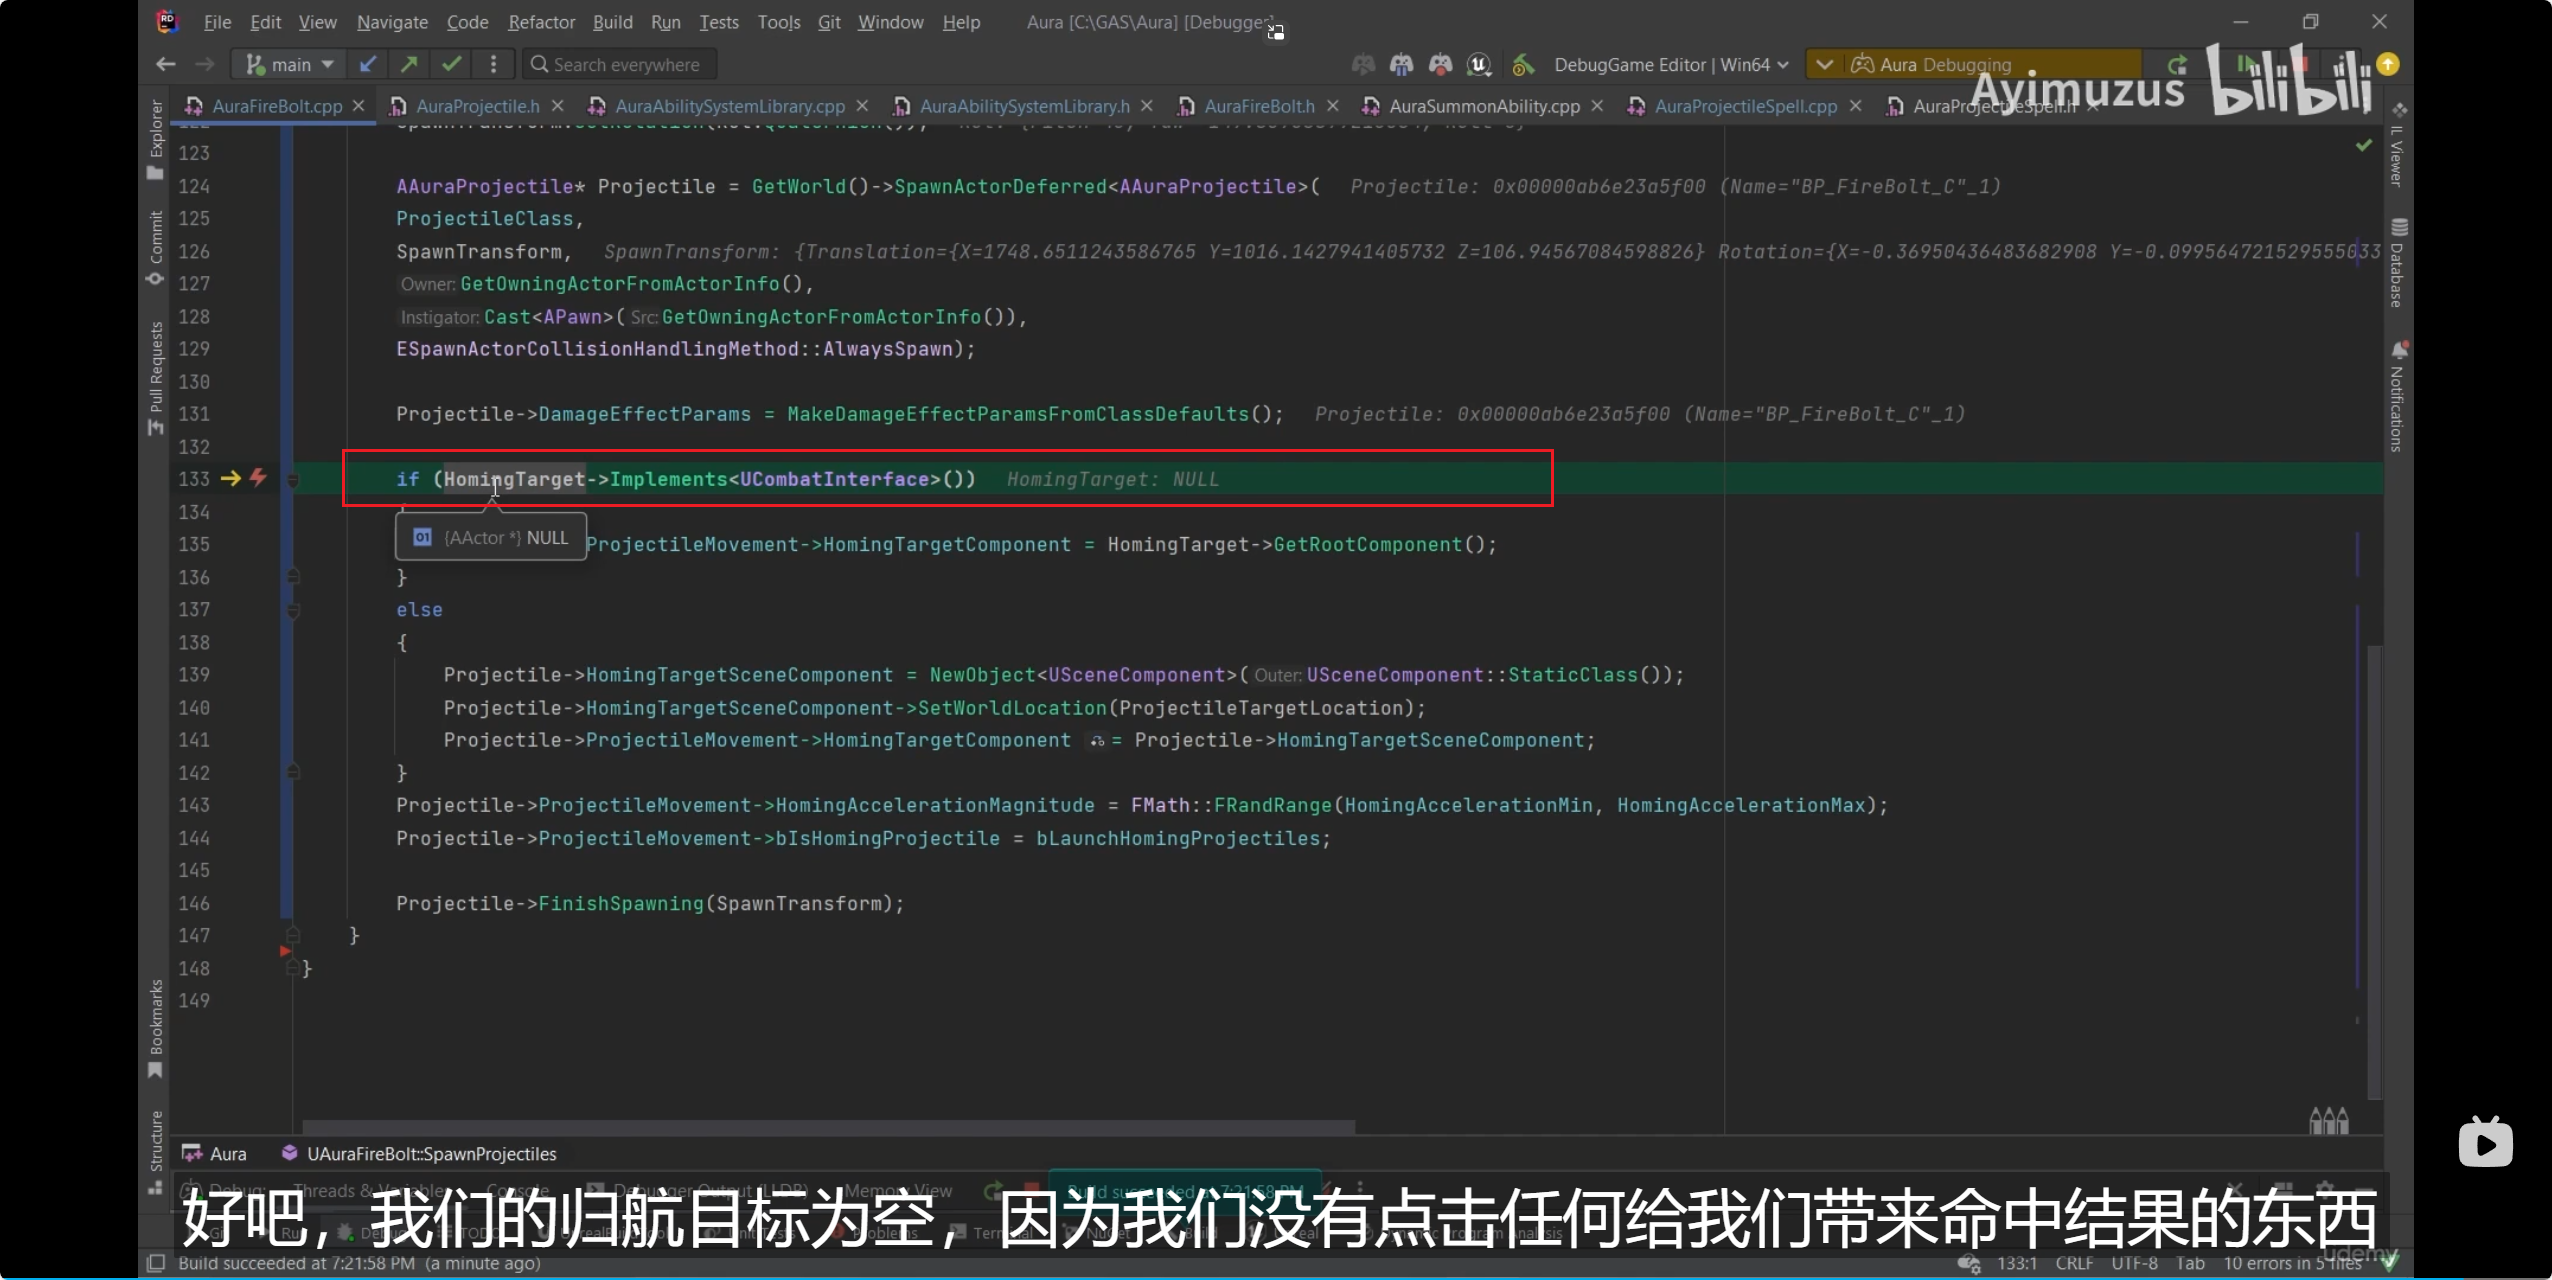 File Edit View Navigate Code Refactor Build Run Tests Tools Git Window Help Aura [C:\GAS\Aura] [Debugger]
main Search everywhere DebugGame Editor | Win64 Aura Debugging
Ayimuzus bilibili
AuraFireBolt.cpp AuraProjectile.h AuraAbilitySystemLibrary.cpp AuraAbilitySystemLibrary.h AuraFireBolt.h AuraSummonAbility.cpp AuraProjectileSpell.cpp AuraProjectileSpell.h
Explorer
Commit
Pull Requests
Bookmarks
Structure
IL Viewer
Database
Notifications
123
124 AAuraProjectile* Projectile = GetWorld()->SpawnActorDeferred<AAuraProjectile>( Projectile: 0x00000ab6e23a5f00 (Name="BP_FireBolt_C"_1)
125 ProjectileClass,
126 SpawnTransform, SpawnTransform: {Translation={X=1748.6511243586765 Y=1016.1427941405732 Z=106.94567084598826} Rotation={X=-0.36950436483682908 Y=-0.099564721529555033
127 Owner: GetOwningActorFromActorInfo(),
128 Instigator: Cast<APawn>( Src: GetOwningActorFromActorInfo()),
129 ESpawnActorCollisionHandlingMethod::AlwaysSpawn);
130
131 Projectile->DamageEffectParams = MakeDamageEffectParamsFromClassDefaults(); Projectile: 0x00000ab6e23a5f00 (Name="BP_FireBolt_C"_1)
132
133 if (HomingTarget->Implements<UCombatInterface>()) HomingTarget: NULL
134
01 {AActor *} NULL
135 ProjectileMovement->HomingTargetComponent = HomingTarget->GetRootComponent();
136 }
137 else
138 {
139 Projectile->HomingTargetSceneComponent = NewObject<USceneComponent>( Outer: USceneComponent::StaticClass());
140 Projectile->HomingTargetSceneComponent->SetWorldLocation(ProjectileTargetLocation);
141 Projectile->ProjectileMovement->HomingTargetComponent = Projectile->HomingTargetSceneComponent;
142 }
143 Projectile->ProjectileMovement->HomingAccelerationMagnitude = FMath::FRandRange(HomingAccelerationMin, HomingAccelerationMax);
144 Projectile->ProjectileMovement->bIsHomingProjectile = bLaunchHomingProjectiles;
145
146 Projectile->FinishSpawning(SpawnTransform);
147 }
148 }
149
Aura UAuraFireBolt::SpawnProjectiles
Debug: Threads & Variables Console Debugger Output (LLDB) Memory View Build succeeded at 7:21:58 PM
好吧，我们的归航目标为空，因为我们没有点击任何给我们带来命中结果的东西
Build succeeded at 7:21:58 PM (a minute ago) 133:1 CRLF UTF-8 Tab 10 errors in 5 files
udemy